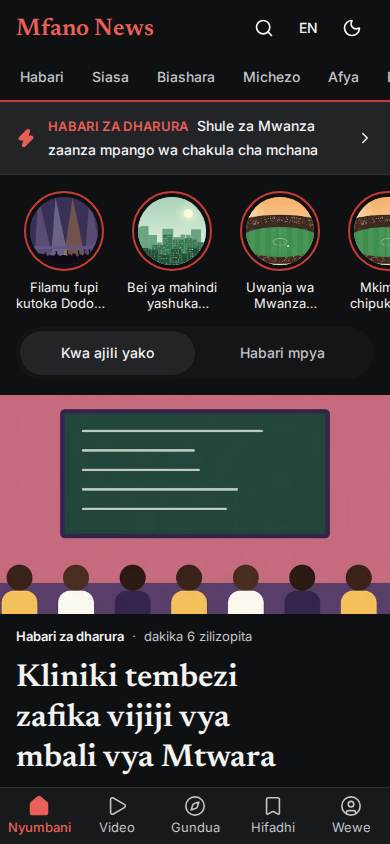 Mfano News
EN
Habari Siasa Biashara Michezo Afya
HABARI ZA DHARURA Shule za Mwanza
zaanza mpango wa chakula cha mchana
Filamu fupi
kutoka Dodo...
Bei ya mahindi
yashuka...
Uwanja wa
Mwanza...
Kwa ajili yako
Habari mpya
Habari za dharura · dakika 6 zilizopita
Kliniki tembezi
zafika vijiji vya
mbali vya Mtwara
Nyumbani Video Gundua Hifadhi Wewe